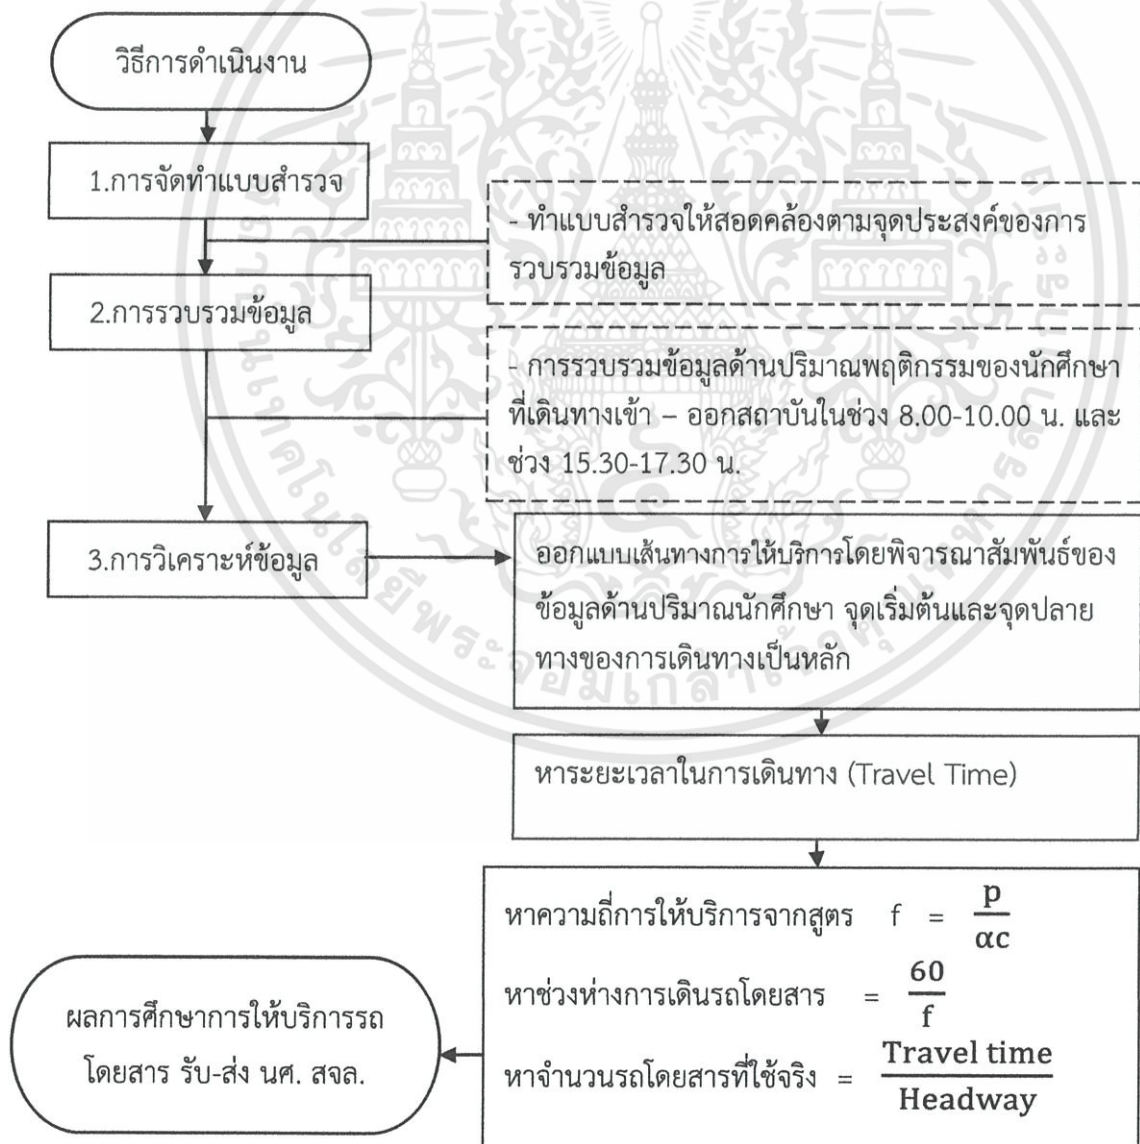 วิธีการดำเนินงาน
1.การจัดทำแบบสำรวจ
- ทำแบบสำรวจให้สอดคล้องตามจุดประสงค์ของการ
รวบรวมข้อมูล
2.การรวบรวมข้อมูล
- การรวบรวมข้อมูลด้านปริมาณพฤติกรรมของนักศึกษา
ที่เดินทางเข้า – ออกสถาบันในช่วง 8.00-10.00 น. และ
ช่วง 15.30-17.30 น.
3.การวิเคราะห์ข้อมูล
ออกแบบเส้นทางการให้บริการโดยพิจารณาสัมพันธ์ของ
ข้อมูลด้านปริมาณนักศึกษา จุดเริ่มต้นและจุดปลาย
ทางของการเดินทางเป็นหลัก
หาระยะเวลาในการเดินทาง (Travel Time)
หาความถี่การให้บริการจากสูตร f = p/αc
หาช่วงห่างการเดินรถโดยสาร = 60/f
หาจำนวนรถโดยสารที่ใช้จริง = Travel time/Headway
ผลการศึกษาการให้บริการรถ
โดยสาร รับ-ส่ง นศ. สจล.